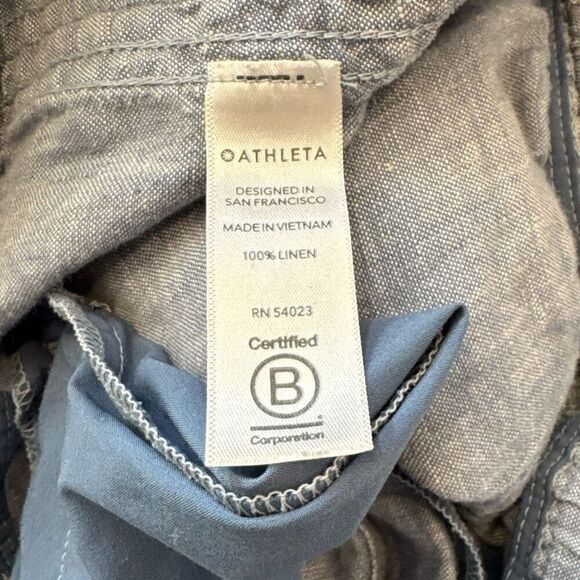 ATHLETA
DESIGNED IN
SAN FRANCISCO
MADE IN VIETNAM
100% LINEN
RN 54023
Certified
B
Corporation